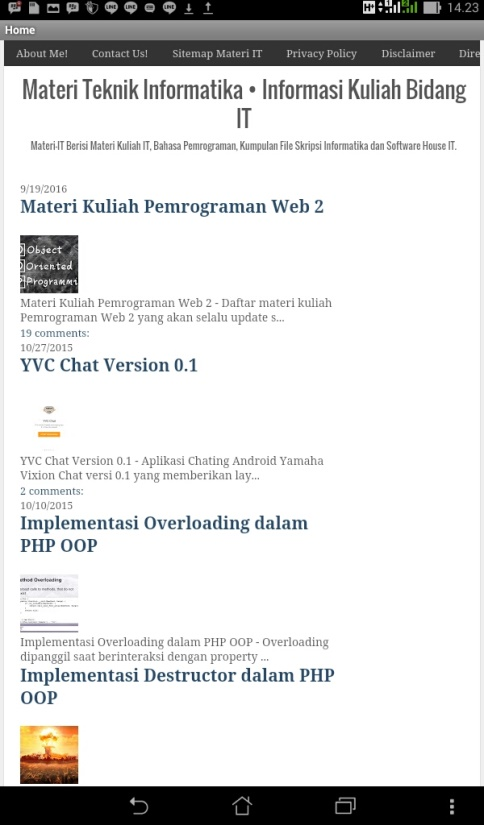 14.23
Home
About Me! Contact Us! Sitemap Materi IT Privacy Policy Disclaimer Dire
Materi Teknik Informatika • Informasi Kuliah Bidang
IT
Materi-IT Berisi Materi Kuliah IT, Bahasa Pemrograman, Kumpulan File Skripsi Informatika dan Software House IT.
9/19/2016
Materi Kuliah Pemrograman Web 2
Object
Oriented
Programmi
Materi Kuliah Pemrograman Web 2 - Daftar materi kuliah
Pemrograman Web 2 yang akan selalu update s...
19 comments:
10/27/2015
YVC Chat Version 0.1
YVC Chat Version 0.1 - Aplikasi Chating Android Yamaha
Vixion Chat versi 0.1 yang memberikan lay...
2 comments:
10/10/2015
Implementasi Overloading dalam
PHP OOP
ethod Overloading
Implementasi Overloading dalam PHP OOP - Overloading
dipanggil saat berinteraksi dengan property ...
Implementasi Destructor dalam PHP
OOP